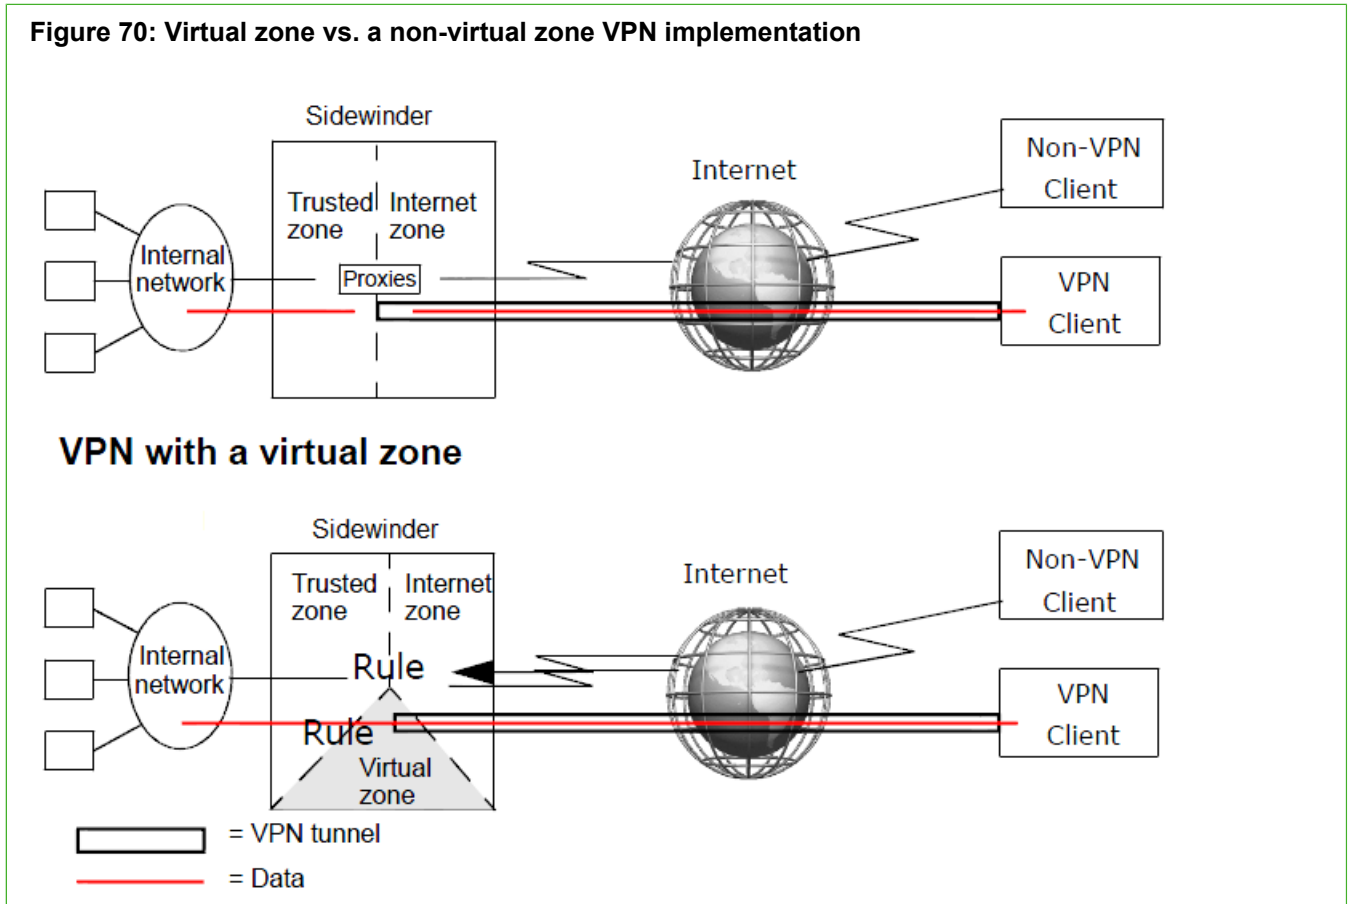 Figure 70: Virtual zone vs. a non-virtual zone VPN implementation
Sidewinder
Trusted
zone
Internet
zone
Proxies
Internal
network
Internet
Non-VPN
Client
VPN
Client
VPN with a virtual zone
Sidewinder
Trusted
zone
Internet
zone
Rule
Rule
Virtual
zone
Internal
network
Internet
Non-VPN
Client
VPN
Client
= VPN tunnel
= Data